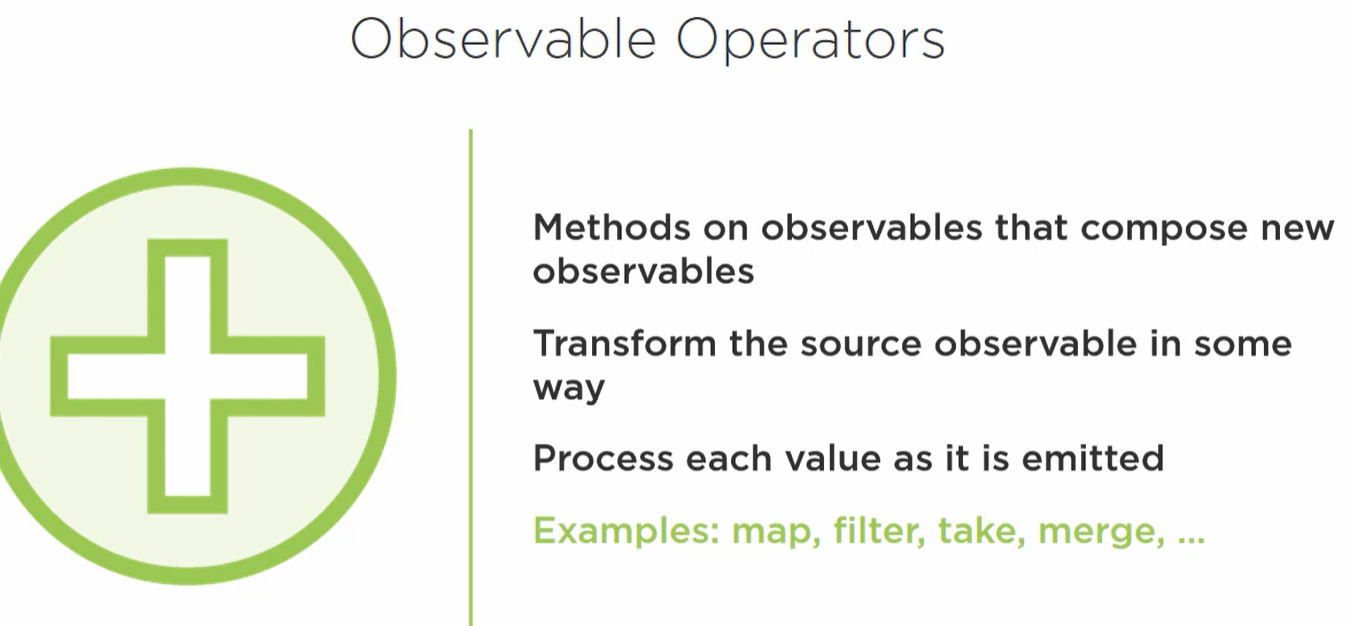 Observable Operators
Methods on observables that compose new
observables
Transform the source observable in some
way
Process each value as it is emitted
Examples: map, filter, take, merge, ...